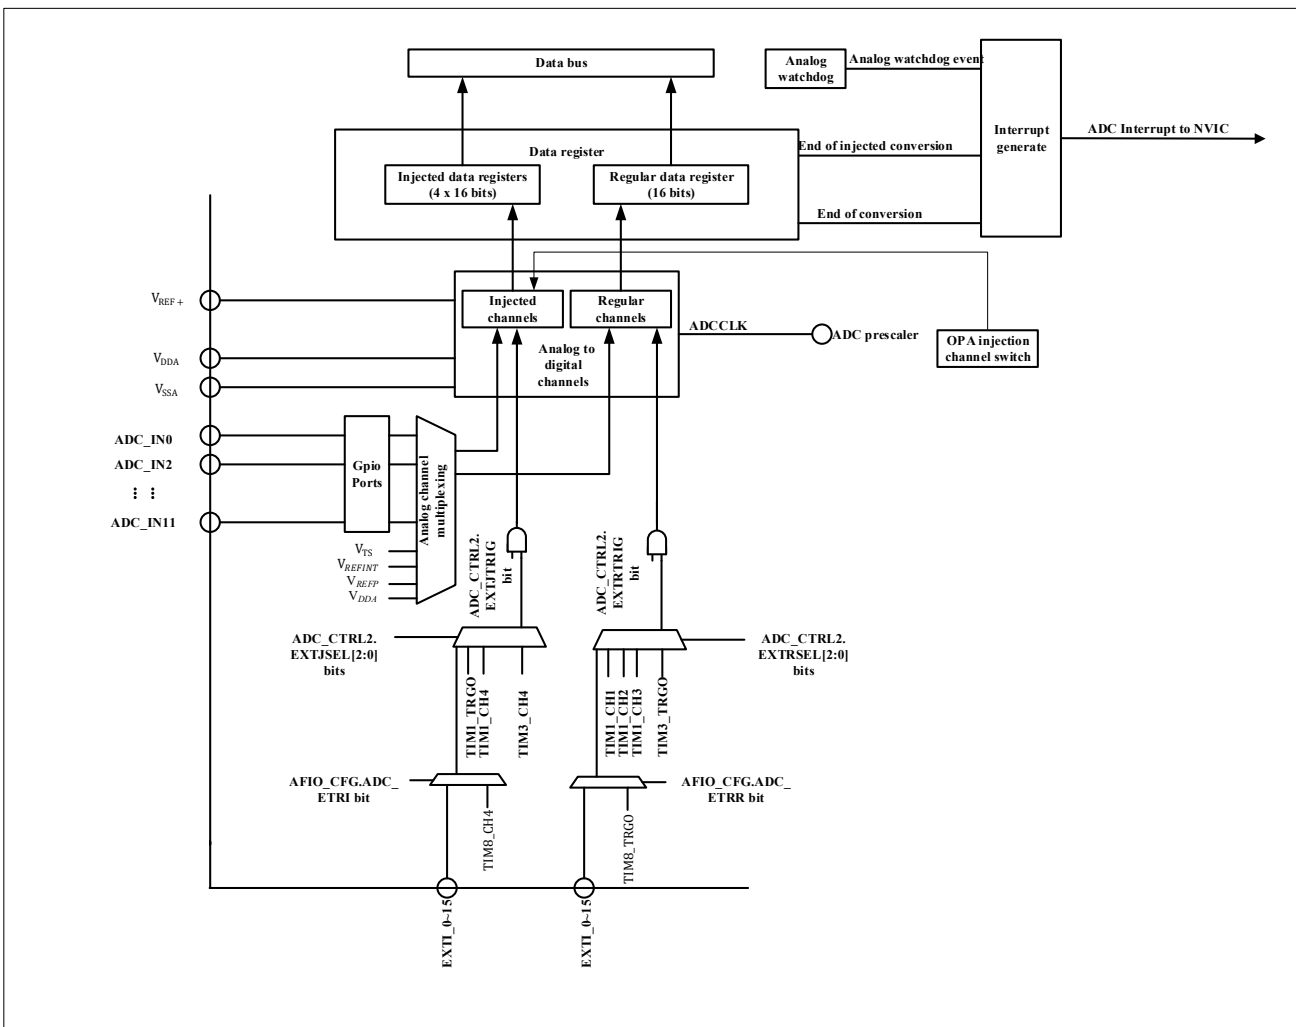 Data bus
Analog
watchdog
Analog watchdog event
Interrupt
generate
ADC Interrupt to NVIC
Data register
End of injected conversion
Injected data registers
(4 x 16 bits)
Regular data register
(16 bits)
End of conversion
VREF+
Injected
channels
Regular
channels
ADCCLK
ADC prescaler
OPA injection
channel switch
Analog to
digital
channels
VDDA
VSSA
ADC_IN0
ADC_IN2
⋮ ⋮
ADC_IN11
Gpio
Ports
Analog channel
multiplexing
VTS
VREFINT
VREFP
VDDA
ADC_CTRL2.
EXTJTRIG
bit
ADC_CTRL2.
EXTRTRIG
bit
ADC_CTRL2.
EXTJSEL[2:0]
bits
ADC_CTRL2.
EXTRSEL[2:0]
bits
TIM1_TRGO
TIM1_CH4
TIM3_CH4
TIM1_CH1
TIM1_CH2
TIM1_CH3
TIM3_TRGO
AFIO_CFG.ADC_
ETRI bit
AFIO_CFG.ADC_
ETRR bit
TIM8_CH4
TIM8_TRGO
EXTI_0~15
EXTI_0~15